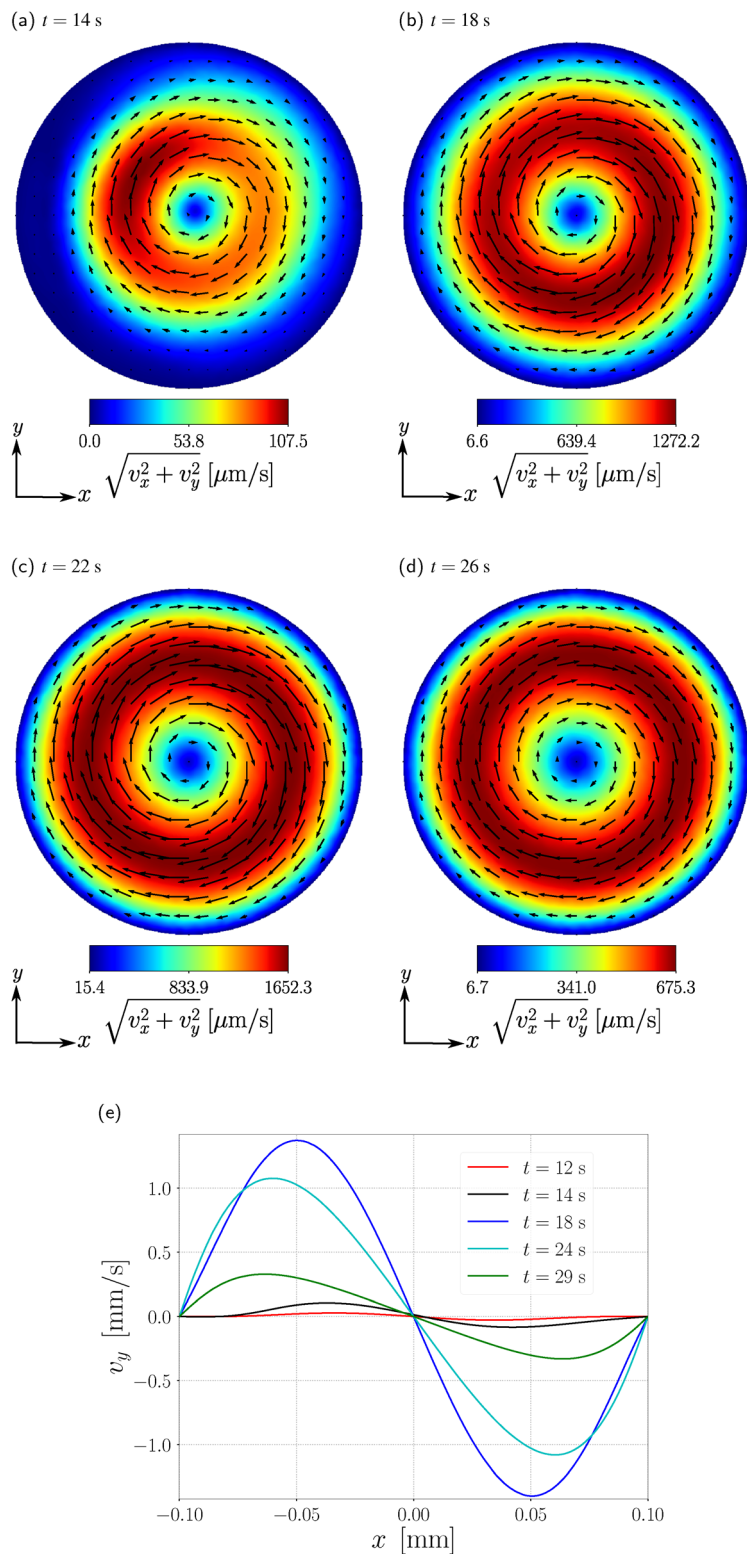 (a) t = 14 s
(b) t = 18 s
0.0 53.8 107.5
6.6 639.4 1272.2
y
x
√(v_x^2 + v_y^2) [μm/s]
y
x
√(v_x^2 + v_y^2) [μm/s]
(c) t = 22 s
(d) t = 26 s
15.4 833.9 1652.3
6.7 341.0 675.3
y
x
√(v_x^2 + v_y^2) [μm/s]
y
x
√(v_x^2 + v_y^2) [μm/s]
(e)
t = 12 s
t = 14 s
t = 18 s
t = 24 s
t = 29 s
1.0
0.5
0.0
−0.5
−1.0
v_y [mm/s]
−0.10 −0.05 0.00 0.05 0.10
x [mm]